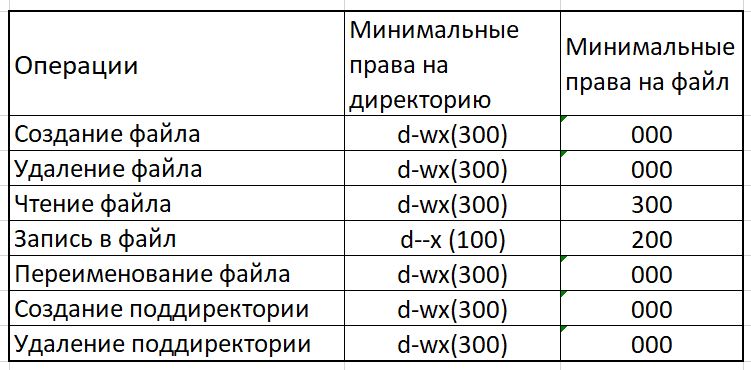 Операции
Минимальные
права на
директорию
Минимальные
права на файл
Создание файла d-wx(300) 000
Удаление файла d-wx(300) 000
Чтение файла d-wx(300) 300
Запись в файл d--x (100) 200
Переименование файла d-wx(300) 000
Создание поддиректории d-wx(300) 000
Удаление поддиректории d-wx(300) 000